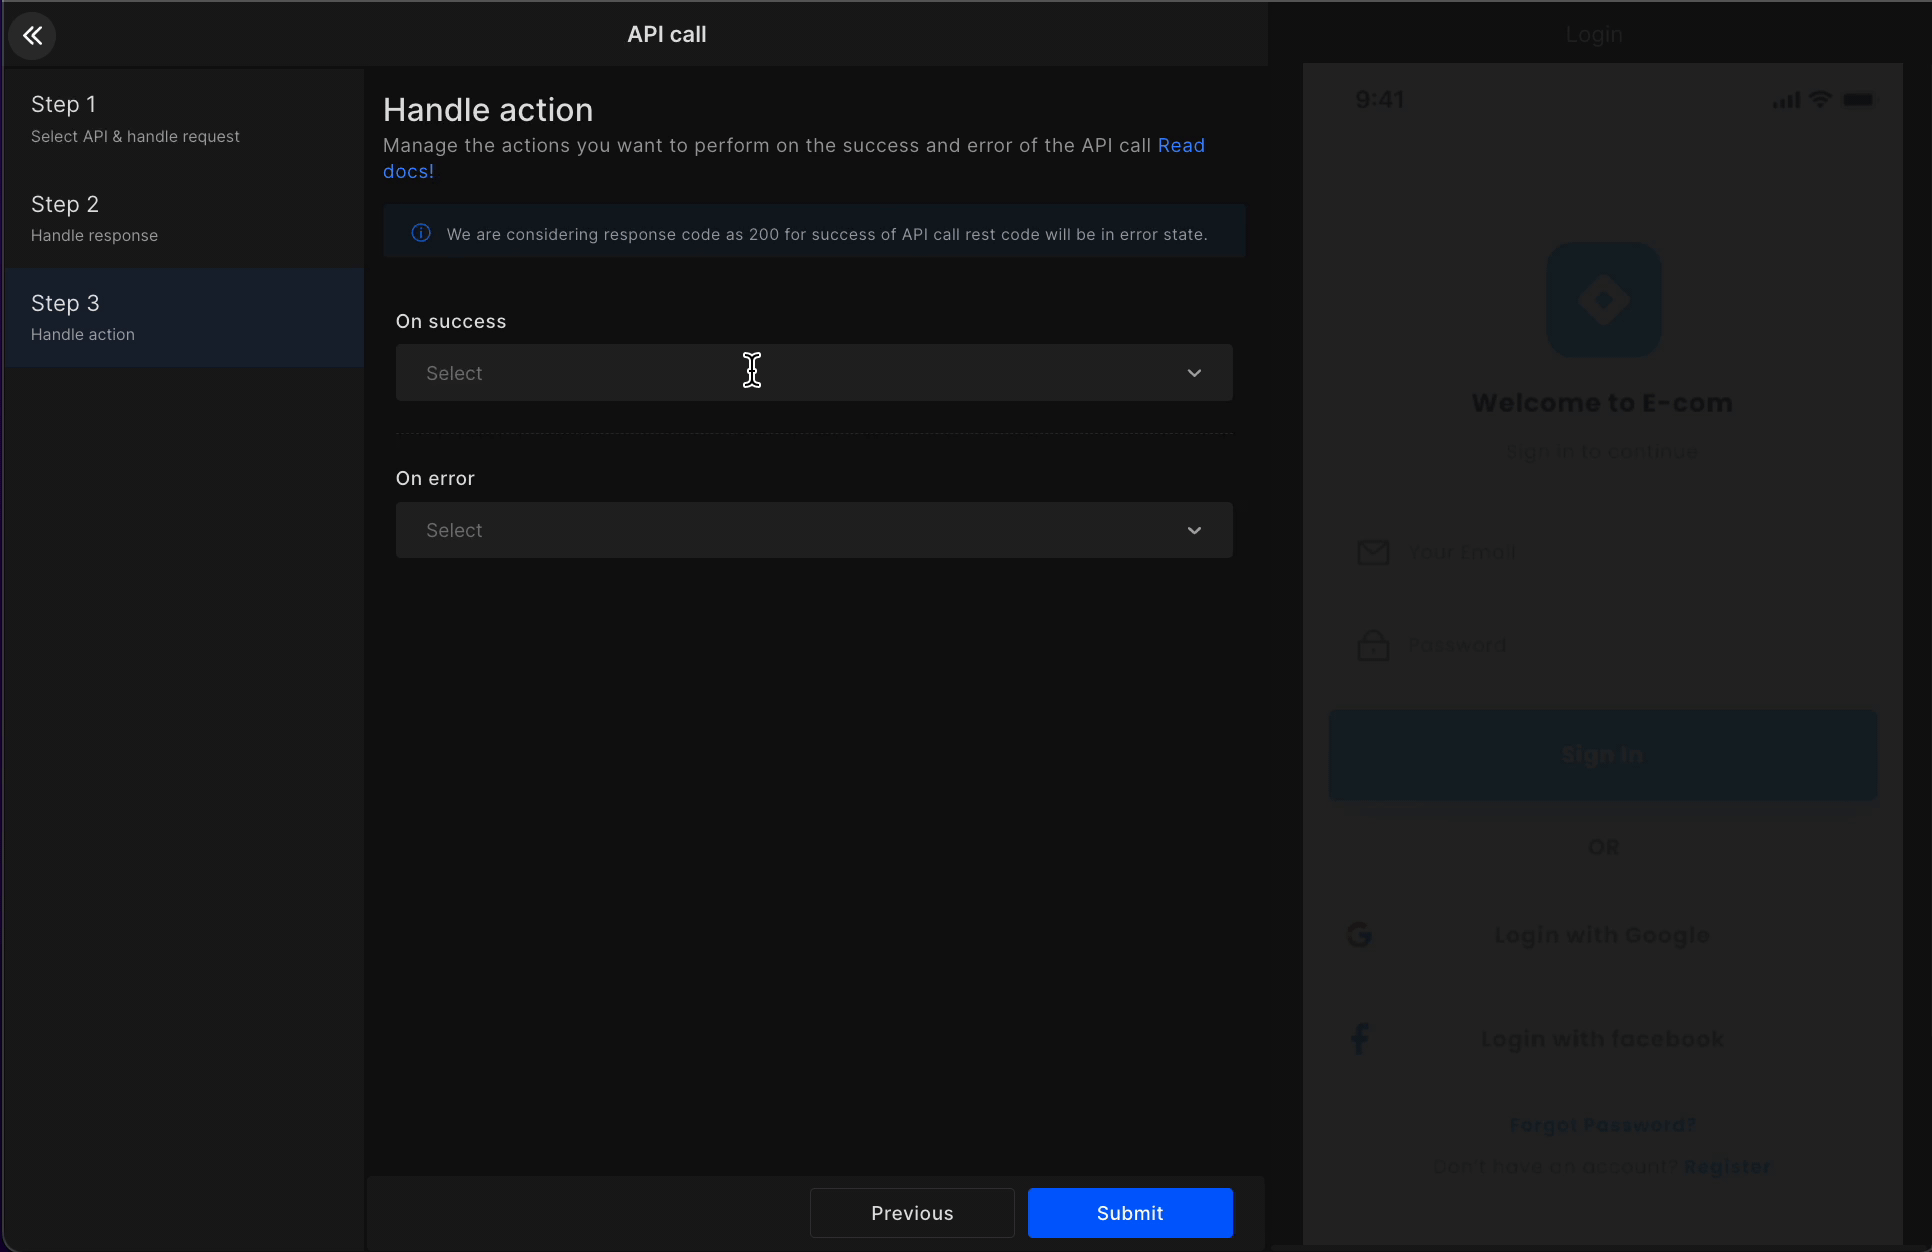 API call
Login
Step 1
Select API & handle request
Step 2
Handle response
Step 3
Handle action
Handle action
Manage the actions you want to perform on the success and error of the API call Read
docs!
We are considering response code as 200 for success of API call rest code will be in error state.
On success
Select
On error
Select
Previous
Submit
9:41
Welcome to E-com
Sign in to continue
Your Email
Password
Sign In
OR
Login with Google
Login with facebook
Forgot Password?
Don't have an account? Register